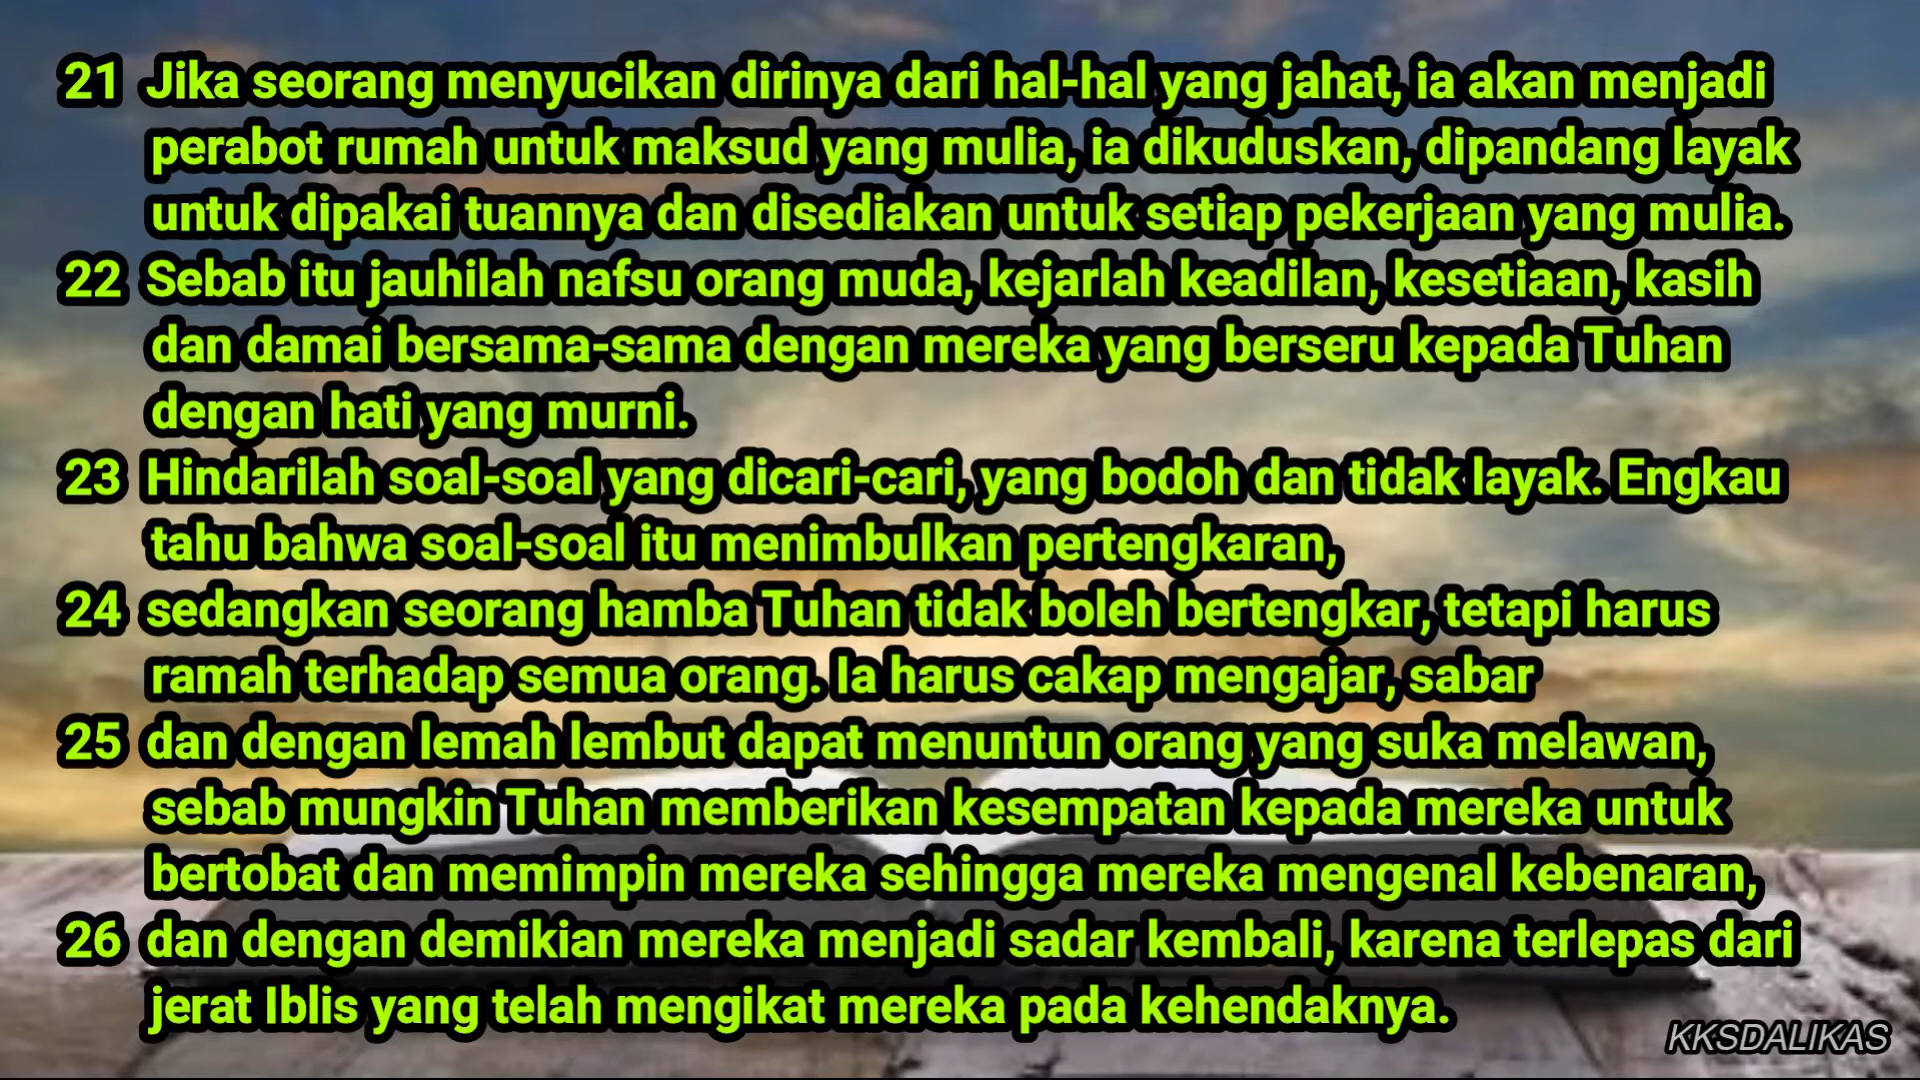 21 Jika seorang menyucikan dirinya dari hal-hal yang jahat, ia akan menjadi
perabot rumah untuk maksud yang mulia, ia dikuduskan, dipandang layak
untuk dipakai tuannya dan disediakan untuk setiap pekerjaan yang mulia.
22 Sebab itu jauhilah nafsu orang muda, kejarlah keadilan, kesetiaan, kasih
dan damai bersama-sama dengan mereka yang berseru kepada Tuhan
dengan hati yang murni.
23 Hindarilah soal-soal yang dicari-cari, yang bodoh dan tidak layak. Engkau
tahu bahwa soal-soal itu menimbulkan pertengkaran,
24 sedangkan seorang hamba Tuhan tidak boleh bertengkar, tetapi harus
ramah terhadap semua orang. Ia harus cakap mengajar, sabar
25 dan dengan lemah lembut dapat menuntun orang yang suka melawan,
sebab mungkin Tuhan memberikan kesempatan kepada mereka untuk
bertobat dan memimpin mereka sehingga mereka mengenal kebenaran,
26 dan dengan demikian mereka menjadi sadar kembali, karena terlepas dari
jerat Iblis yang telah mengikat mereka pada kehendaknya.
KKSDALIKAS